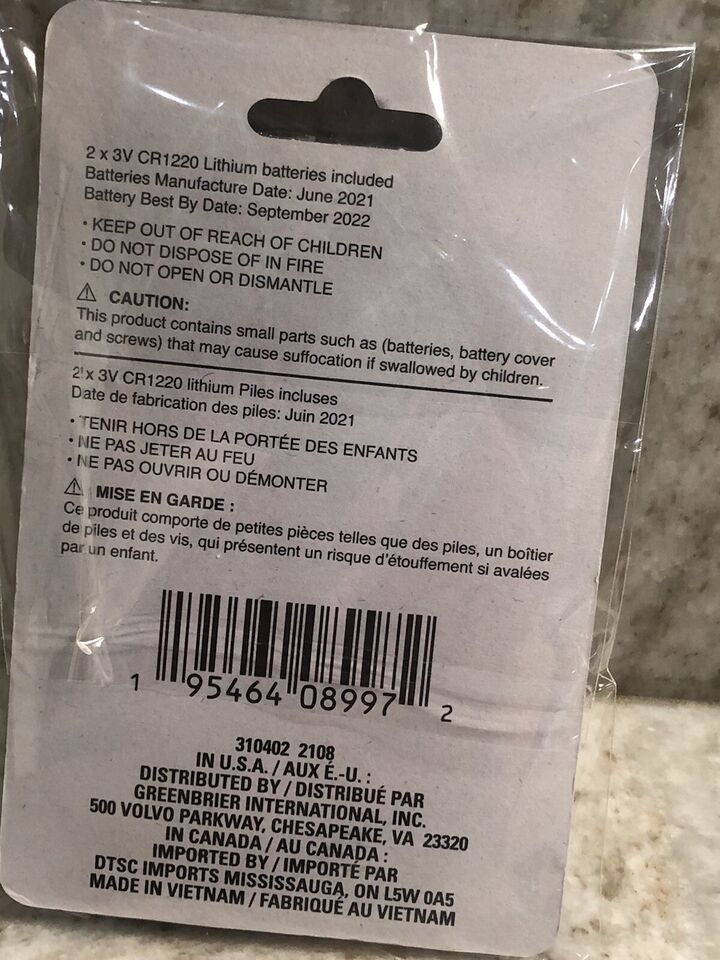 2 x 3V CR1220 Lithium batteries included
Batteries Manufacture Date: June 2021
Battery Best By Date: September 2022
• KEEP OUT OF REACH OF CHILDREN
• DO NOT DISPOSE OF IN FIRE
• DO NOT OPEN OR DISMANTLE
⚠ CAUTION:
This product contains small parts such as (batteries, battery cover
and screws) that may cause suffocation if swallowed by children.
2 x 3V CR1220 lithium Piles incluses
Date de fabrication des piles: Juin 2021
• TENIR HORS DE LA PORTÉE DES ENFANTS
• NE PAS JETER AU FEU
• NE PAS OUVRIR OU DÉMONTER
⚠ MISE EN GARDE :
Ce produit comporte de petites pièces telles que des piles, un boîtier
de piles et des vis, qui présentent un risque d'étouffement si avalées
par un enfant.
1 95464 08997 2
310402 2108
IN U.S.A. / AUX É.-U. :
DISTRIBUTED BY / DISTRIBUÉ PAR
GREENBRIER INTERNATIONAL, INC.
500 VOLVO PARKWAY, CHESAPEAKE, VA 23320
IN CANADA / AU CANADA :
IMPORTED BY / IMPORTÉ PAR
DTSC IMPORTS MISSISSAUGA, ON L5W 0A5
MADE IN VIETNAM / FABRIQUÉ AU VIETNAM